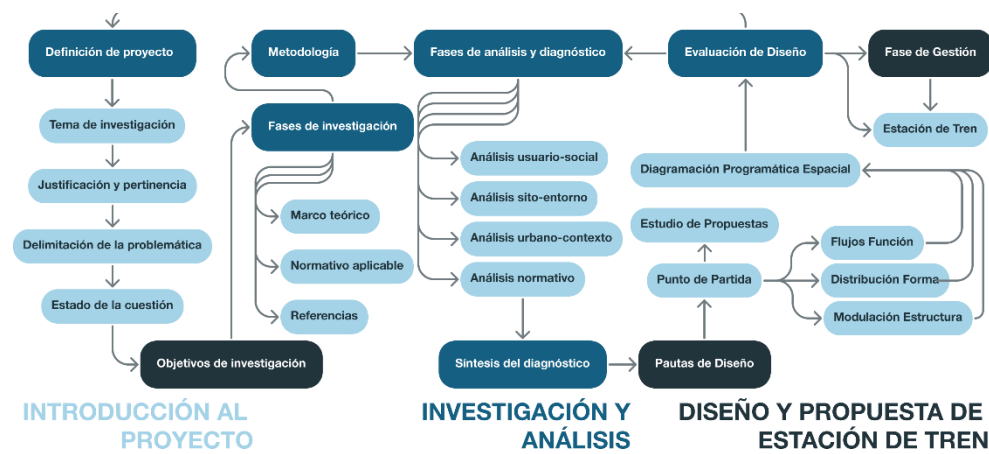 Definición de proyecto
Metodología
Fases de análisis y diagnóstico
Evaluación de Diseño
Fase de Gestión
Tema de investigación
Fases de investigación
Estación de Tren
Justificación y pertinencia
Análisis usuario-social
Diagramación Programática Espacial
Análisis sito-entorno
Marco teórico
Estudio de Propuestas
Delimitación de la problemática
Análisis urbano-contexto
Flujos Función
Normativo aplicable
Análisis normativo
Punto de Partida
Distribución Forma
Estado de la cuestión
Referencias
Modulación Estructura
Objetivos de investigación
Síntesis del diagnóstico
Pautas de Diseño
INTRODUCCIÓN AL
PROYECTO
INVESTIGACIÓN Y
ANÁLISIS
DISEÑO Y PROPUESTA DE
ESTACIÓN DE TREN